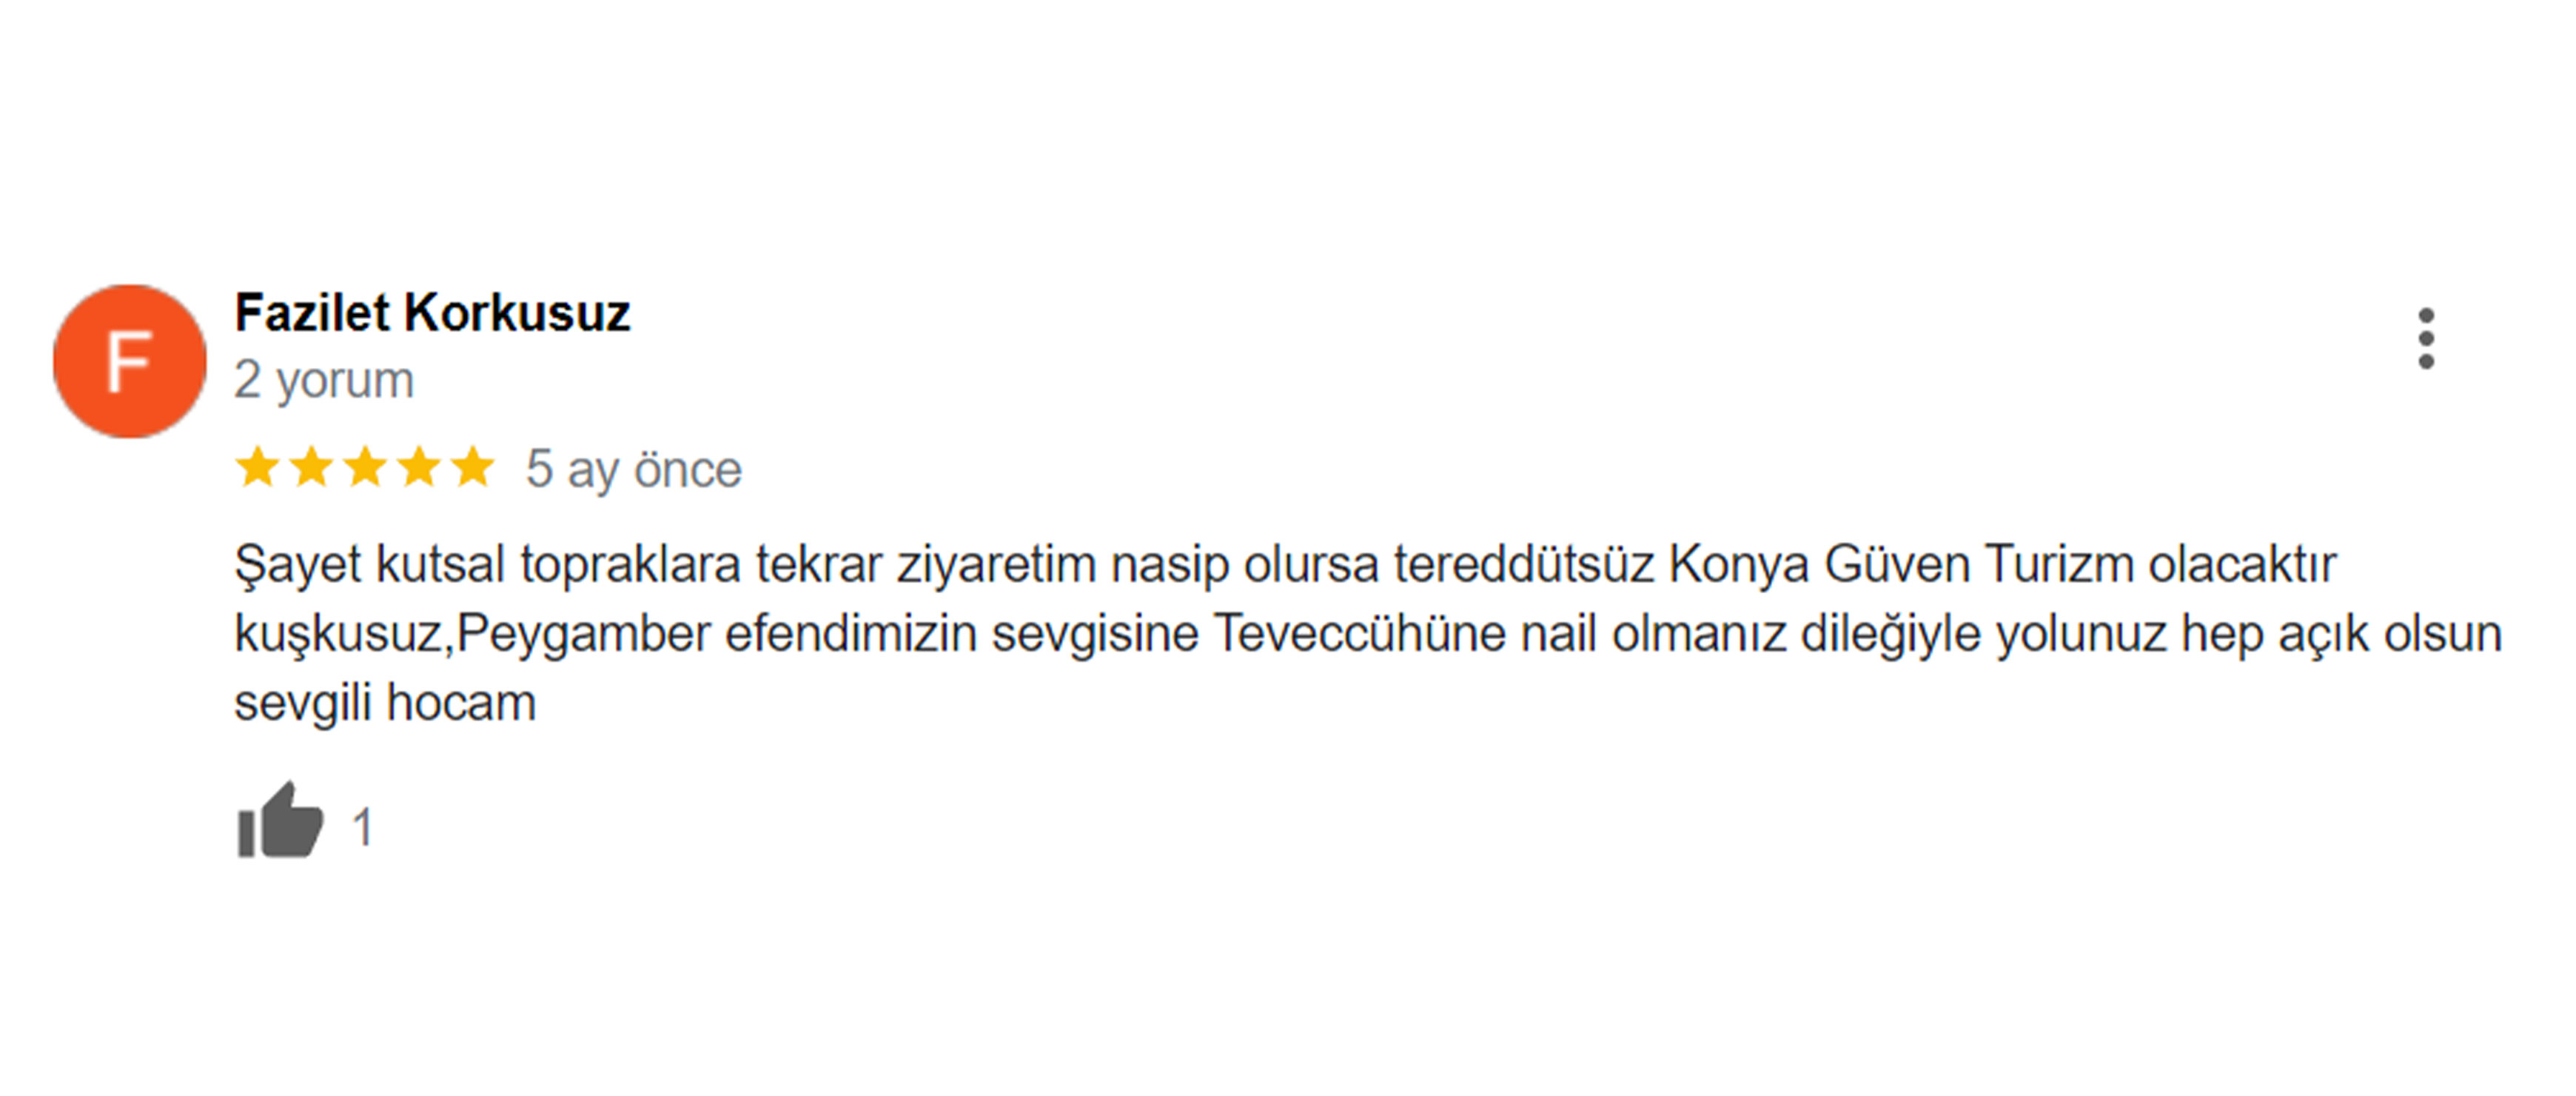 F
Fazilet Korkusuz
2 yorum
5 ay önce
Şayet kutsal topraklara tekrar ziyaretim nasip olursa tereddütsüz Konya Güven Turizm olacaktır
kuşkusuz,Peygamber efendimizin sevgisine Teveccühüne nail olmanız dileğiyle yolunuz hep açık olsun
sevgili hocam
1